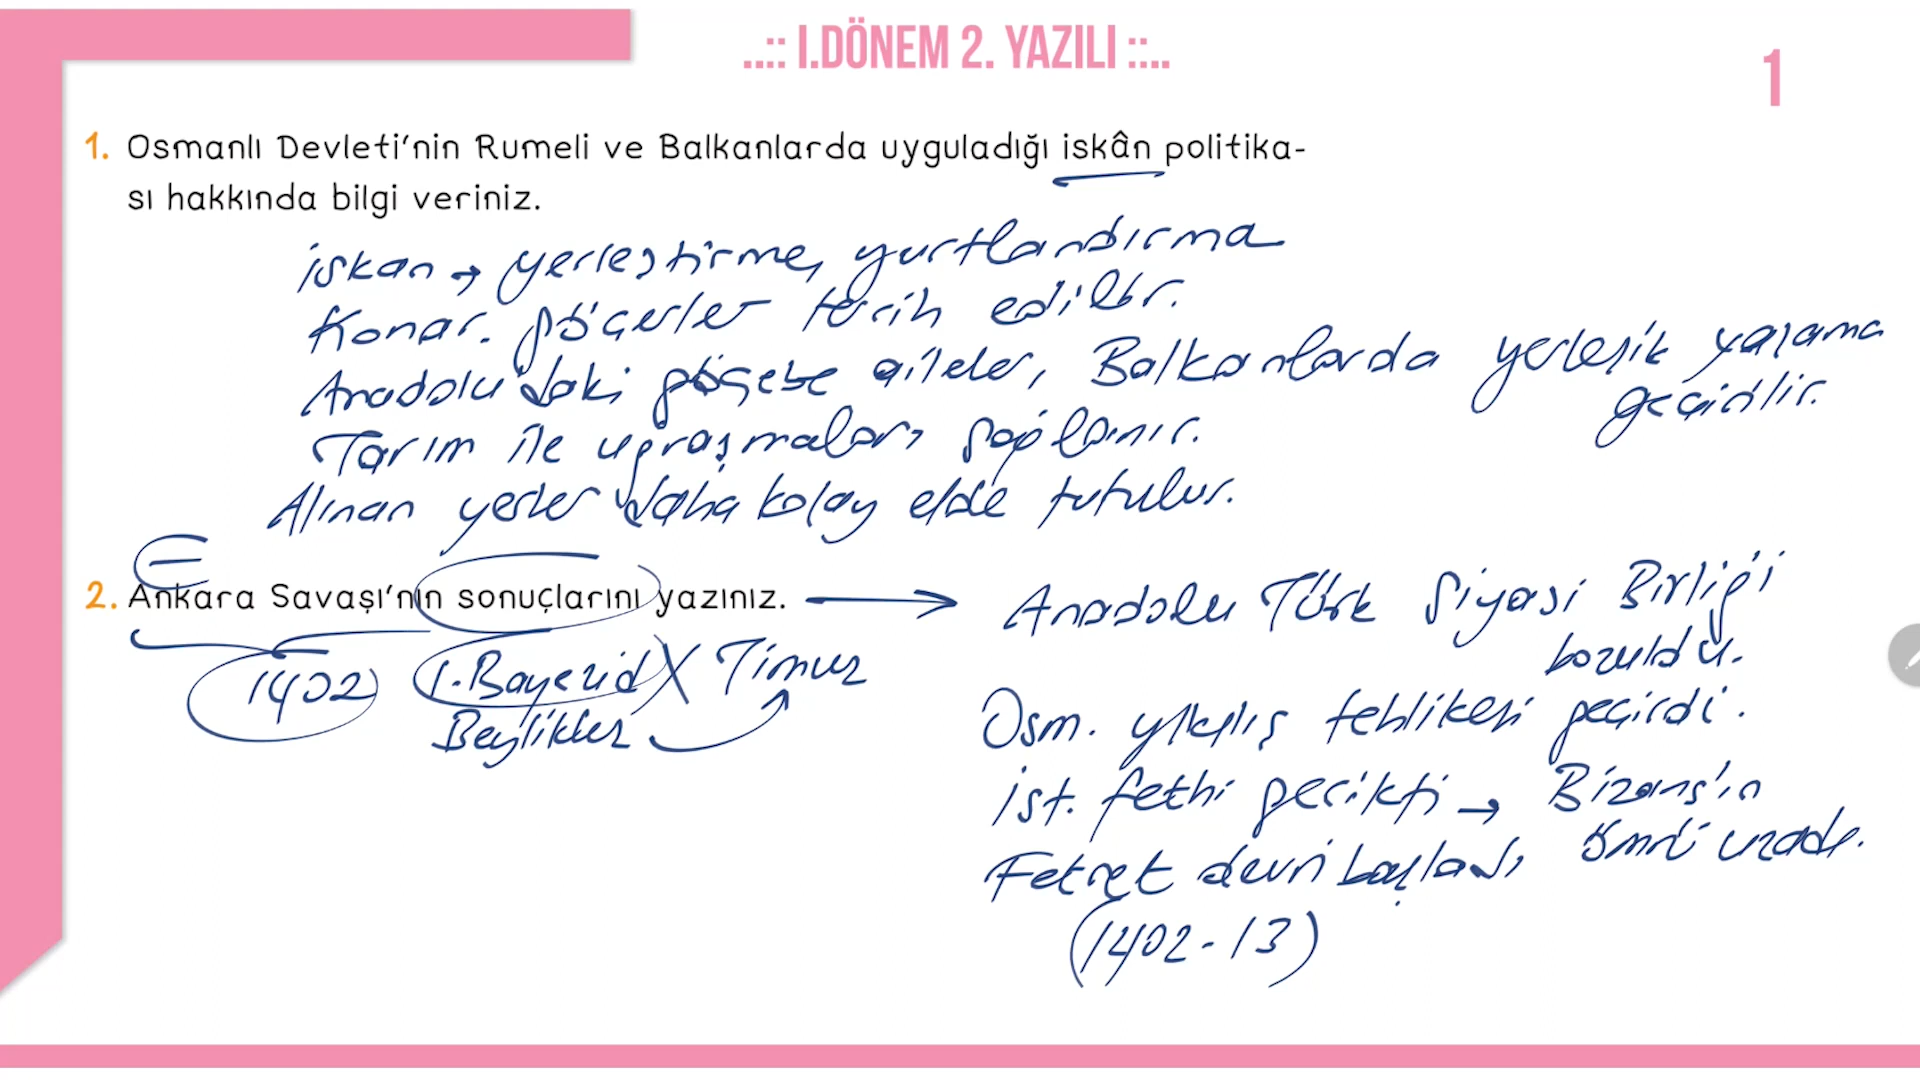 ..:: I.DÖNEM 2. YAZILI ::..
1
1. Osmanlı Devleti'nin Rumeli ve Balkanlarda uyguladığı iskân politika-
sı hakkında bilgi veriniz.
iskan → yerleştirme, yurtlandırma
Konar. göçerler tercih edilir.
Anadolu'daki göçebe aileler, Balkanlarda yerleşik yaşama
geçirilir.
Tarım ile uğraşmaları sağlanır.
Alınan yerler daha kolay elde tutulur.
2. Ankara Savaşı'nın sonuçlarını yazınız. → Anadolu Türk Siyasi Birliği
bozuldu.
1402 I. Bayezid X Timur
Beylikler
Osm. yıkılış tehlikesi geçirdi.
İst. fethi gecikti → Bizans'ın
ömrü uzadı.
Fetret devri başladı
(1402-13)